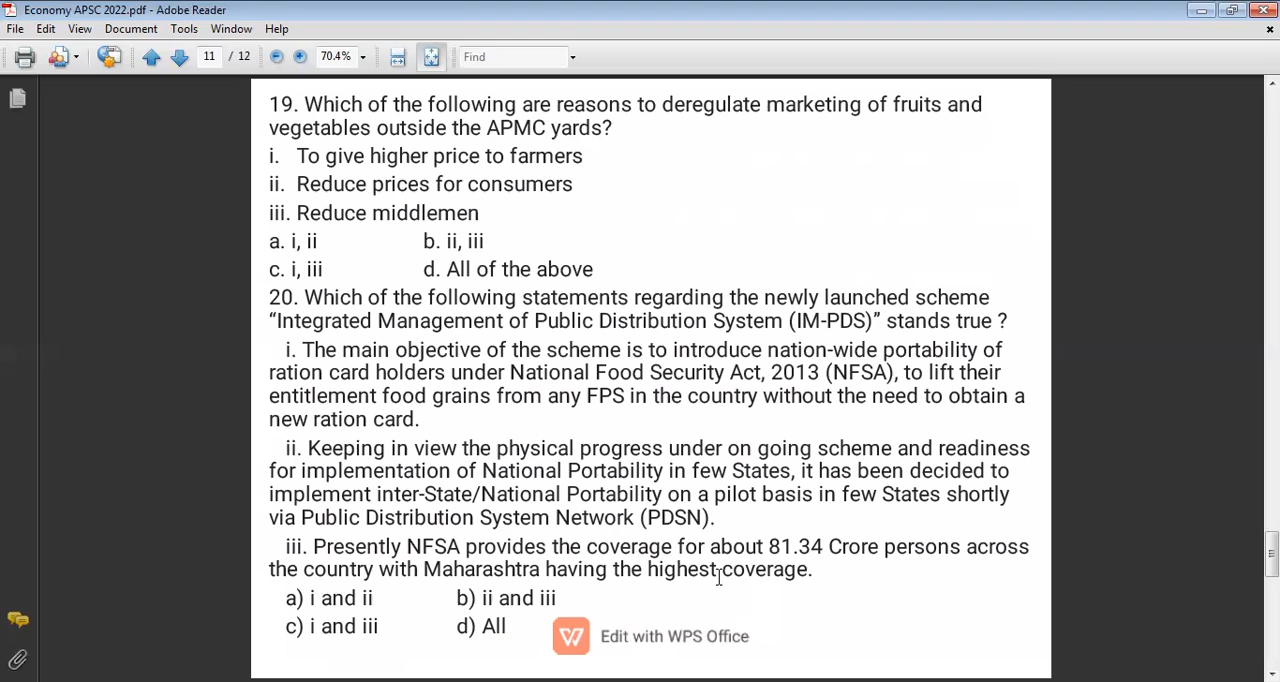 Economy APSC 2022.pdf - Adobe Reader
File Edit View Document Tools Window Help
11 / 12 70.4% Find
19. Which of the following are reasons to deregulate marketing of fruits and
vegetables outside the APMC yards?
i. To give higher price to farmers
ii. Reduce prices for consumers
iii. Reduce middlemen
a. i, ii b. ii, iii
c. i, iii d. All of the above
20. Which of the following statements regarding the newly launched scheme
“Integrated Management of Public Distribution System (IM-PDS)” stands true ?
i. The main objective of the scheme is to introduce nation-wide portability of
ration card holders under National Food Security Act, 2013 (NFSA), to lift their
entitlement food grains from any FPS in the country without the need to obtain a
new ration card.
ii. Keeping in view the physical progress under on going scheme and readiness
for implementation of National Portability in few States, it has been decided to
implement inter-State/National Portability on a pilot basis in few States shortly
via Public Distribution System Network (PDSN).
iii. Presently NFSA provides the coverage for about 81.34 Crore persons across
the country with Maharashtra having the highest coverage.
a) i and ii b) ii and iii
c) i and iii d) All
Edit with WPS Office